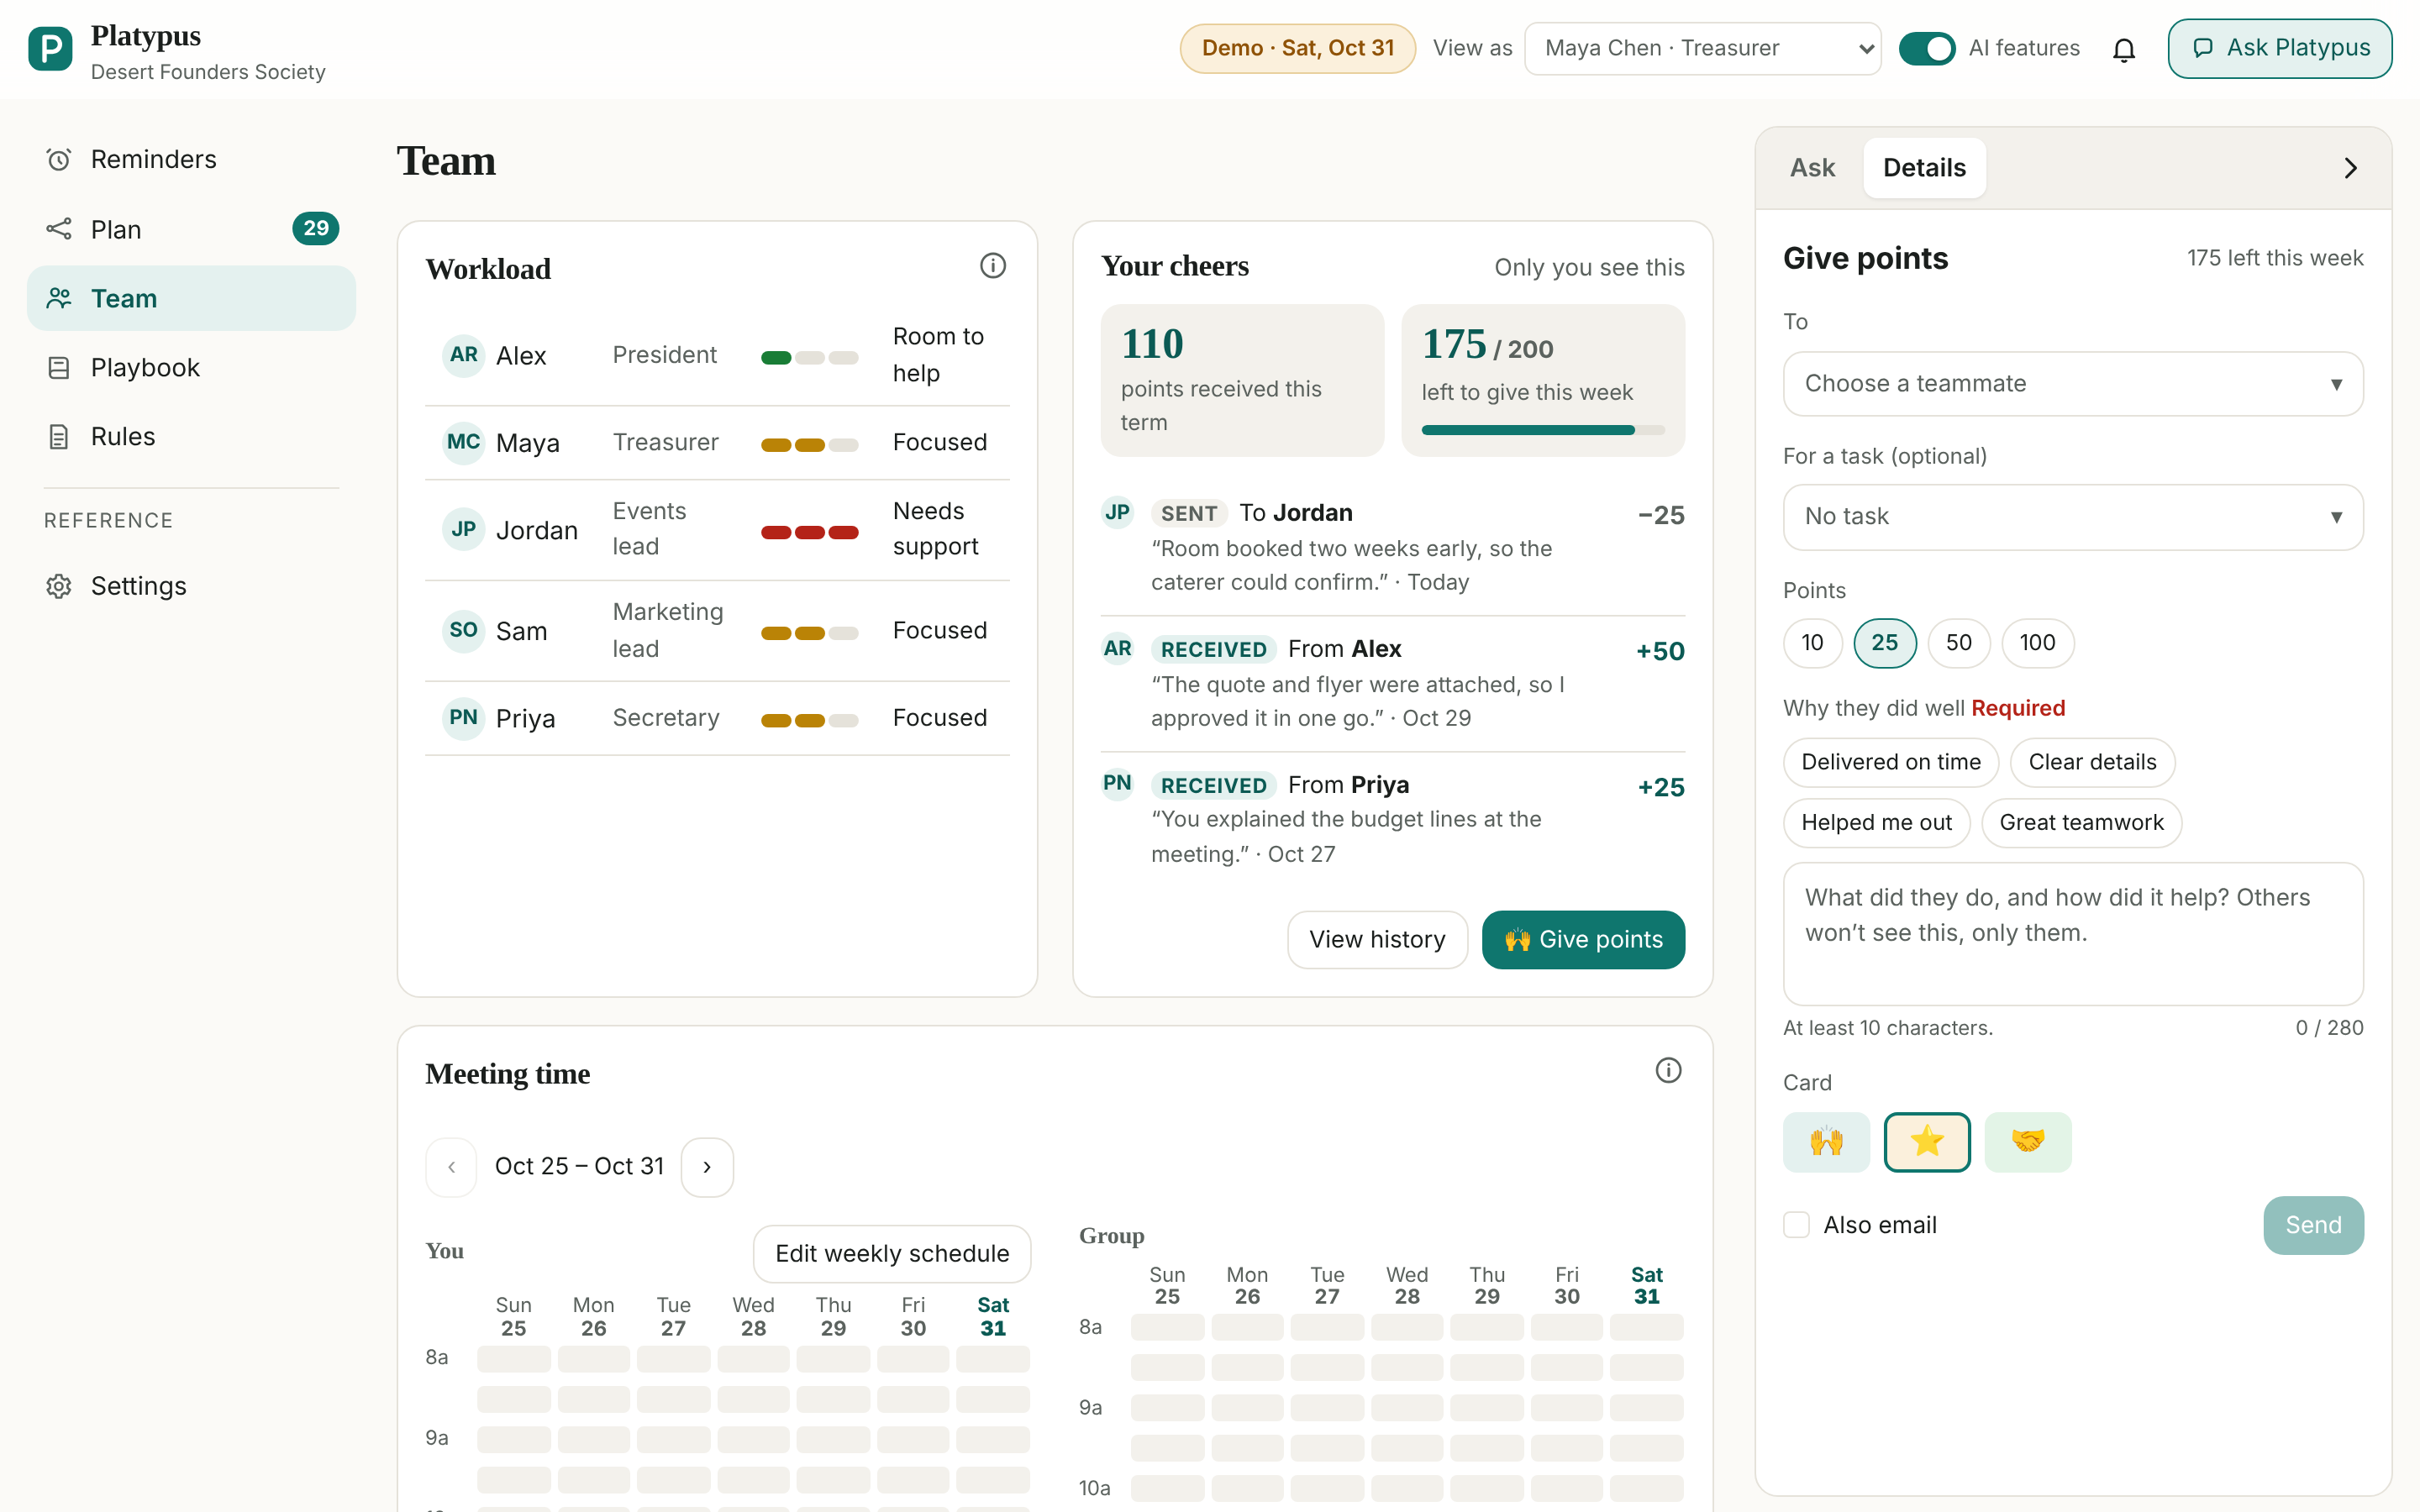 P
Platypus
Desert Founders Society
Demo · Sat, Oct 31
View as
Maya Chen · Treasurer
AI features
Ask Platypus
Reminders
Plan
29
Team
Playbook
Rules
REFERENCE
Settings
Team
Workload
AR
Alex
President
Room to
help
MC
Maya
Treasurer
Focused
JP
Jordan
Events
lead
Needs
support
SO
Sam
Marketing
lead
Focused
PN
Priya
Secretary
Focused
Your cheers
Only you see this
110
points received this
term
175 / 200
left to give this week
JP
SENT To Jordan
−25
“Room booked two weeks early, so the
caterer could confirm.” · Today
AR
RECEIVED From Alex
+50
“The quote and flyer were attached, so I
approved it in one go.” · Oct 29
PN
RECEIVED From Priya
+25
“You explained the budget lines at the
meeting.” · Oct 27
View history
🙌 Give points
Meeting time
‹
Oct 25 – Oct 31
›
You
Edit weekly schedule
Sun Mon Tue Wed Thu Fri Sat
25 26 27 28 29 30 31
8a
9a
Group
Sun Mon Tue Wed Thu Fri Sat
25 26 27 28 29 30 31
8a
9a
10a
Ask
Details
Give points
175 left this week
To
Choose a teammate
For a task (optional)
No task
Points
10 25 50 100
Why they did well Required
Delivered on time
Clear details
Helped me out
Great teamwork
What did they do, and how did it help? Others
won’t see this, only them.
At least 10 characters.
0 / 280
Card
Also email
Send